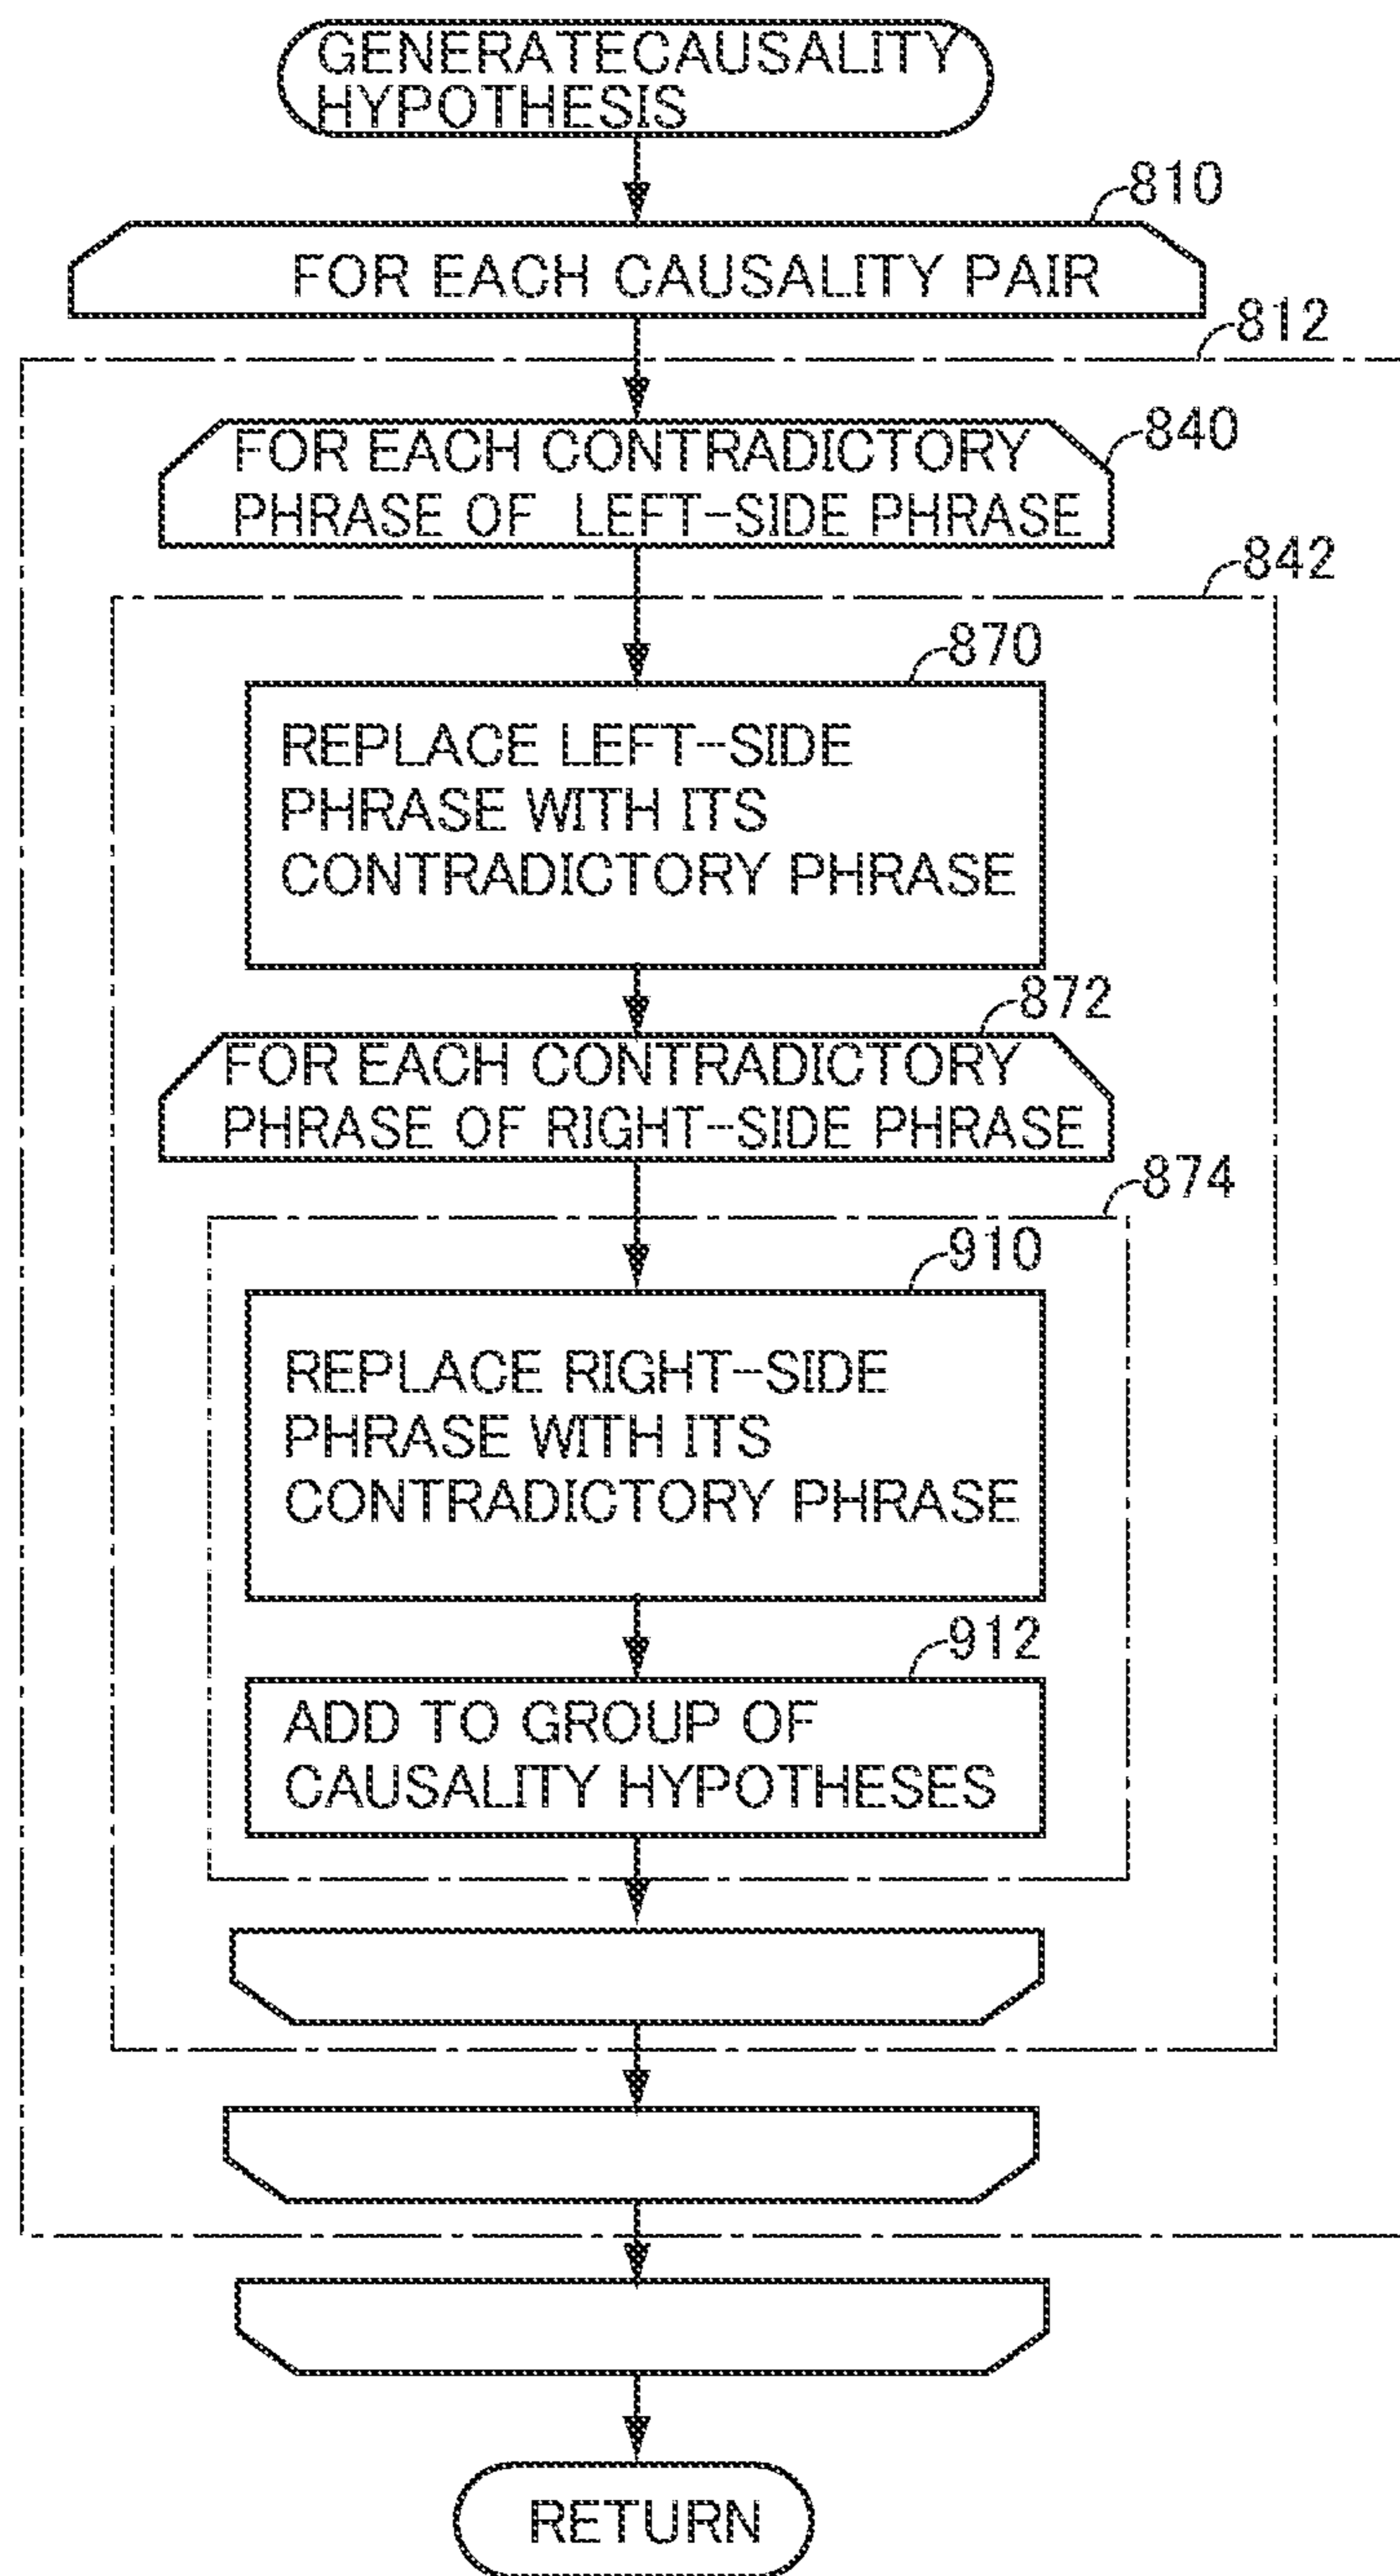 GENERATECAUSALITY
HYPOTHESIS
810
FOR EACH CAUSALITY PAIR
812
FOR EACH CONTRADICTORY
PHRASE OF LEFT-SIDE PHRASE
840
842
870
REPLACE LEFT-SIDE
PHRASE WITH ITS
CONTRADICTORY PHRASE
872
FOR EACH CONTRADICTORY
PHRASE OF RIGHT-SIDE PHRASE
874
910
REPLACE RIGHT-SIDE
PHRASE WITH ITS
CONTRADICTORY PHRASE
912
ADD TO GROUP OF
CAUSALITY HYPOTHESES
RETURN